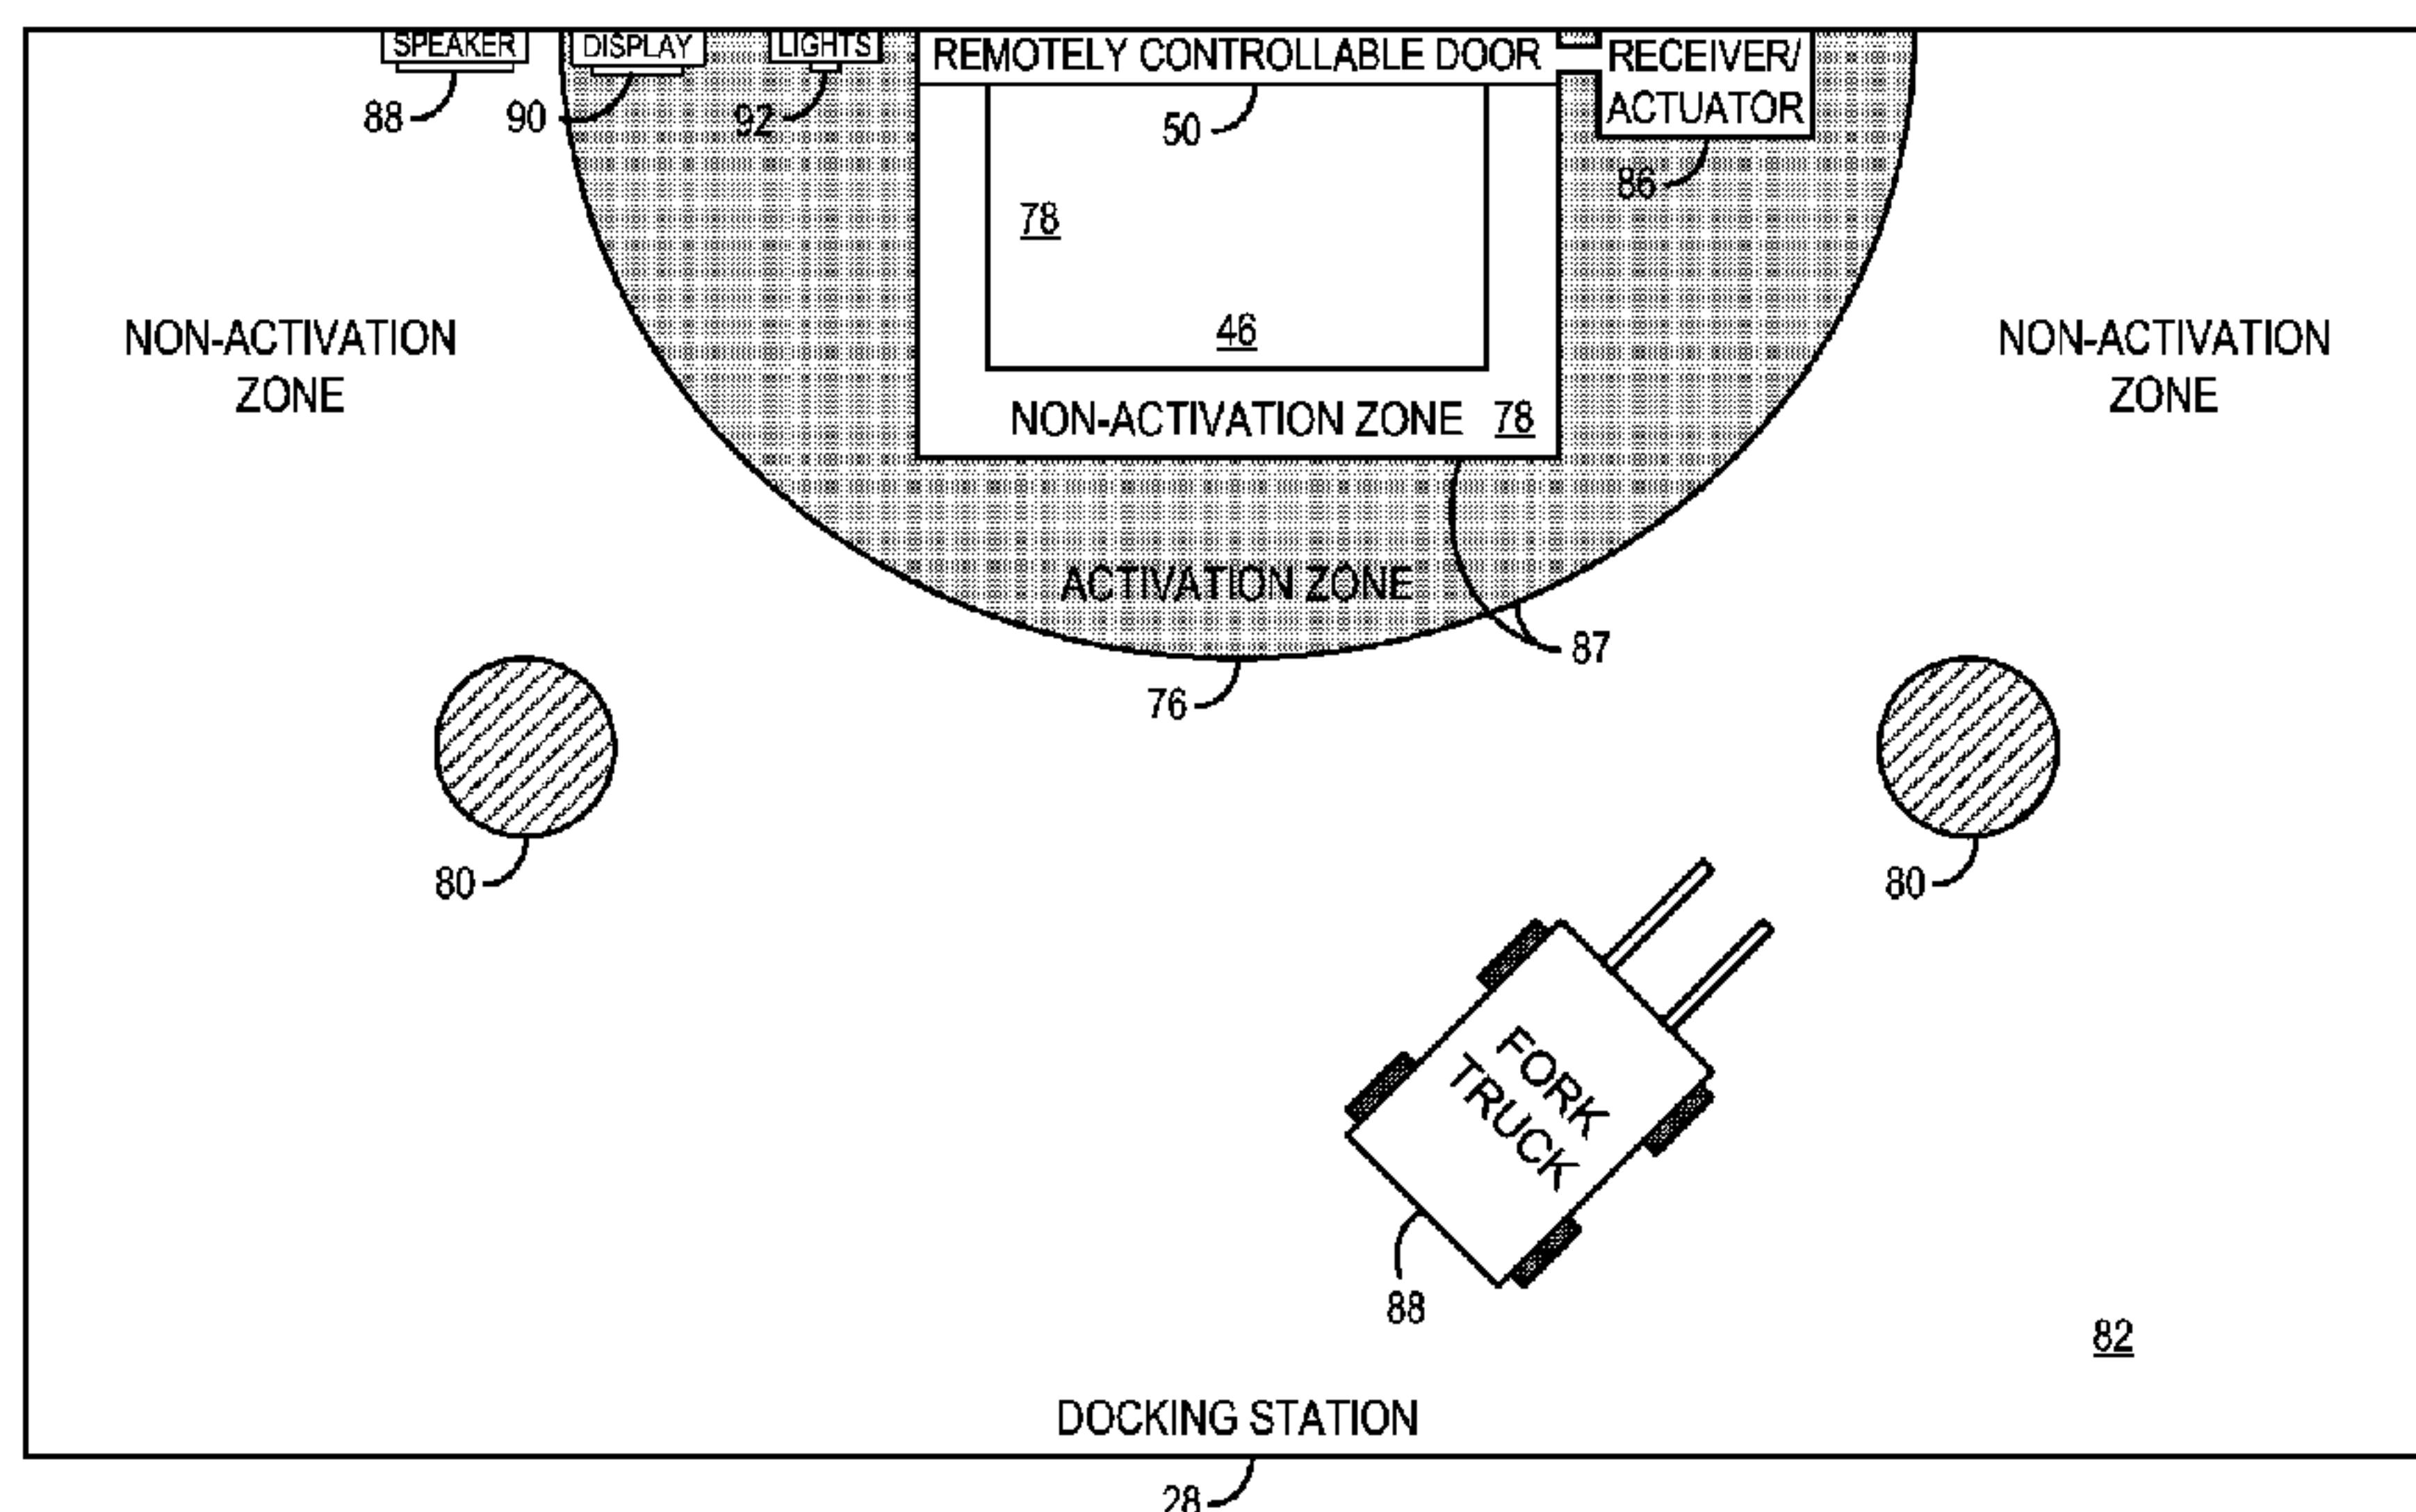 SPEAKER
DISPLAY
LIGHTS
REMOTELY CONTROLLABLE DOOR
RECEIVER/
ACTUATOR
88
90
92
50
86
78
46
NON-ACTIVATION
ZONE
NON-ACTIVATION ZONE 78
NON-ACTIVATION
ZONE
ACTIVATION ZONE
87
76
80
80
FORK
TRUCK
88
82
DOCKING STATION
28